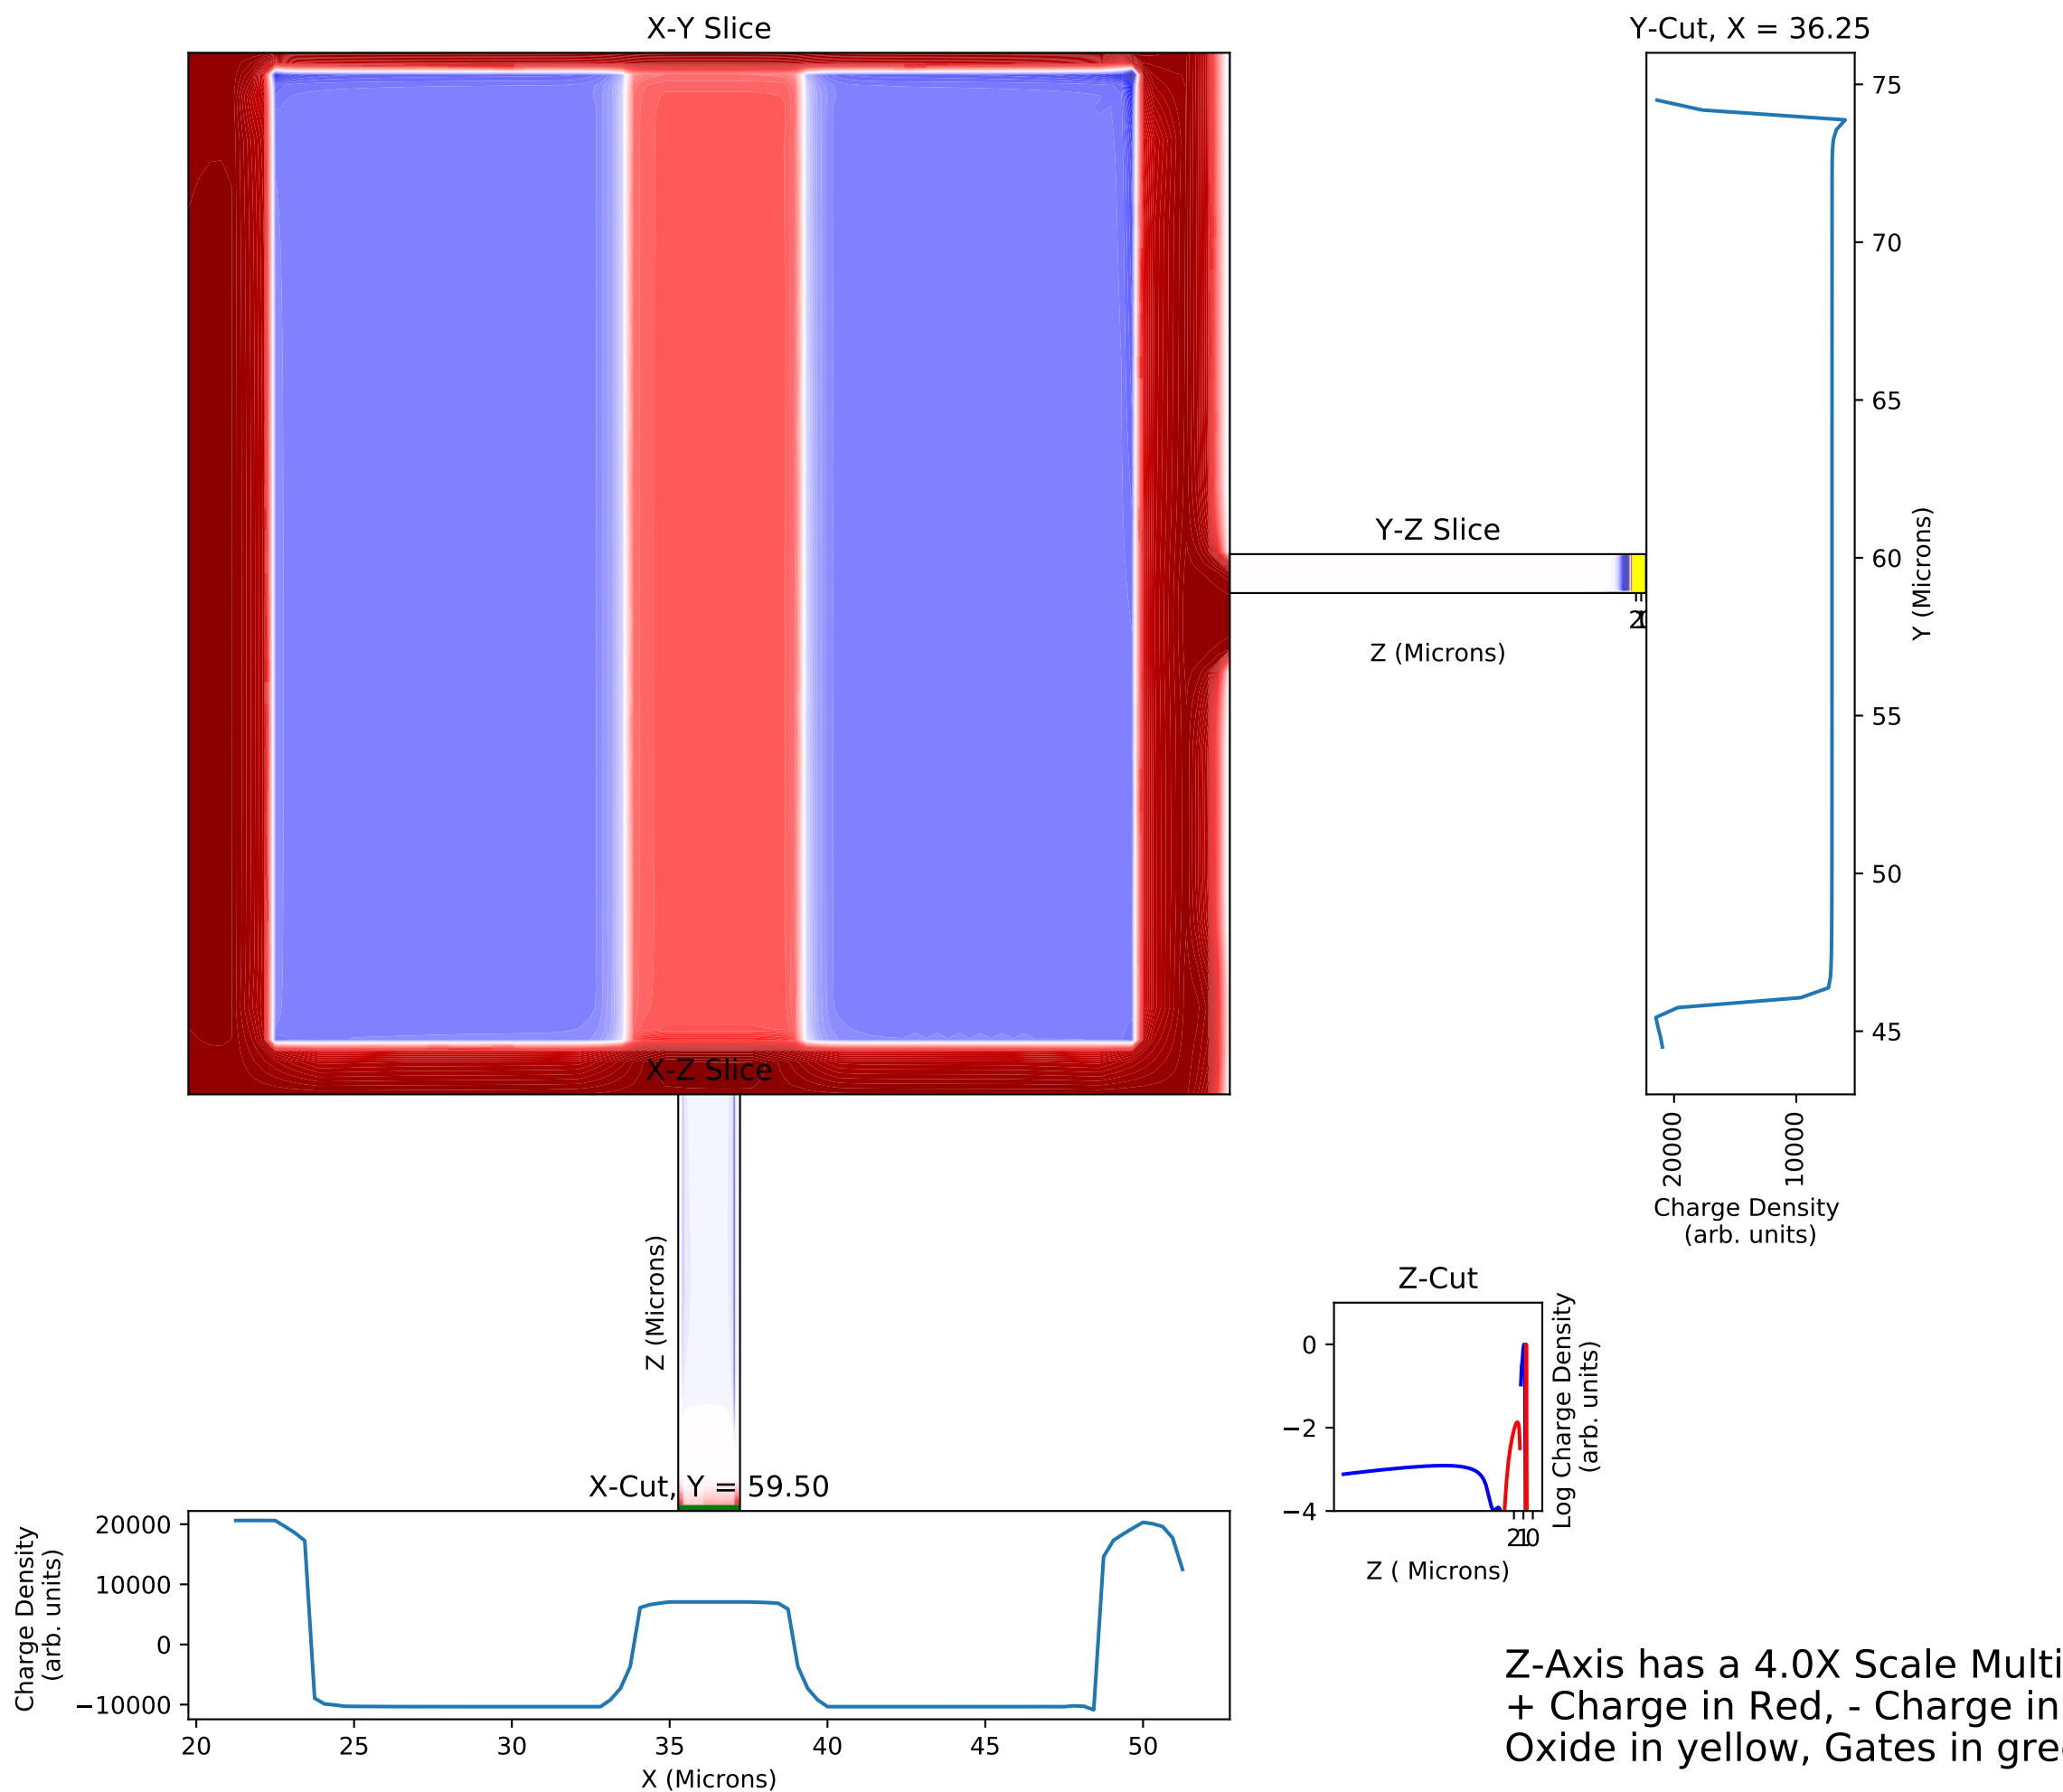 X-Y Slice
Y-Cut, X = 36.25
75
70
65
60
55
50
45
Y (Microns)
20000
10000
Charge Density
(arb. units)
Y-Z Slice
Z (Microns)
X-Z Slice
Z (Microns)
Z-Cut
0
−2
−4
Log Charge Density
(arb. units)
2
1
0
Z ( Microns)
X-Cut, Y = 59.50
20000
10000
0
−10000
Charge Density
(arb. units)
20
25
30
35
40
45
50
X (Microns)
Z-Axis has a 4.0X Scale Multi
+ Charge in Red, - Charge in
Oxide in yellow, Gates in gre